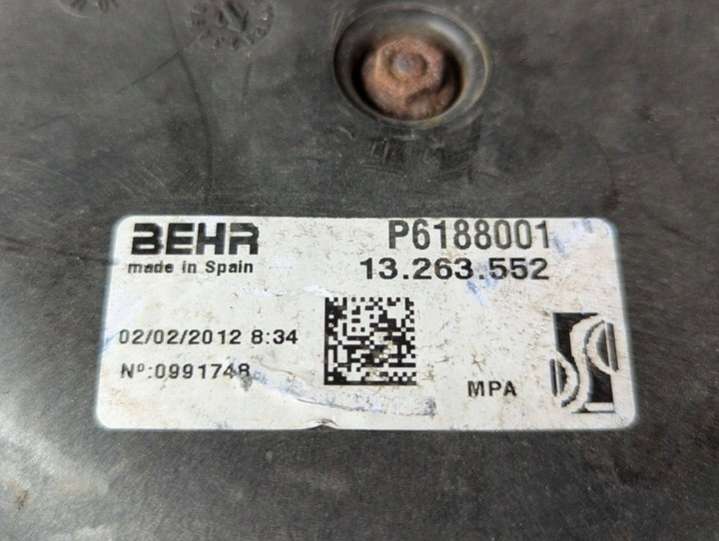 BEHR
P6188001
made in Spain
13.263.552
02/02/2012 8:34
Nº:0991748
MPA